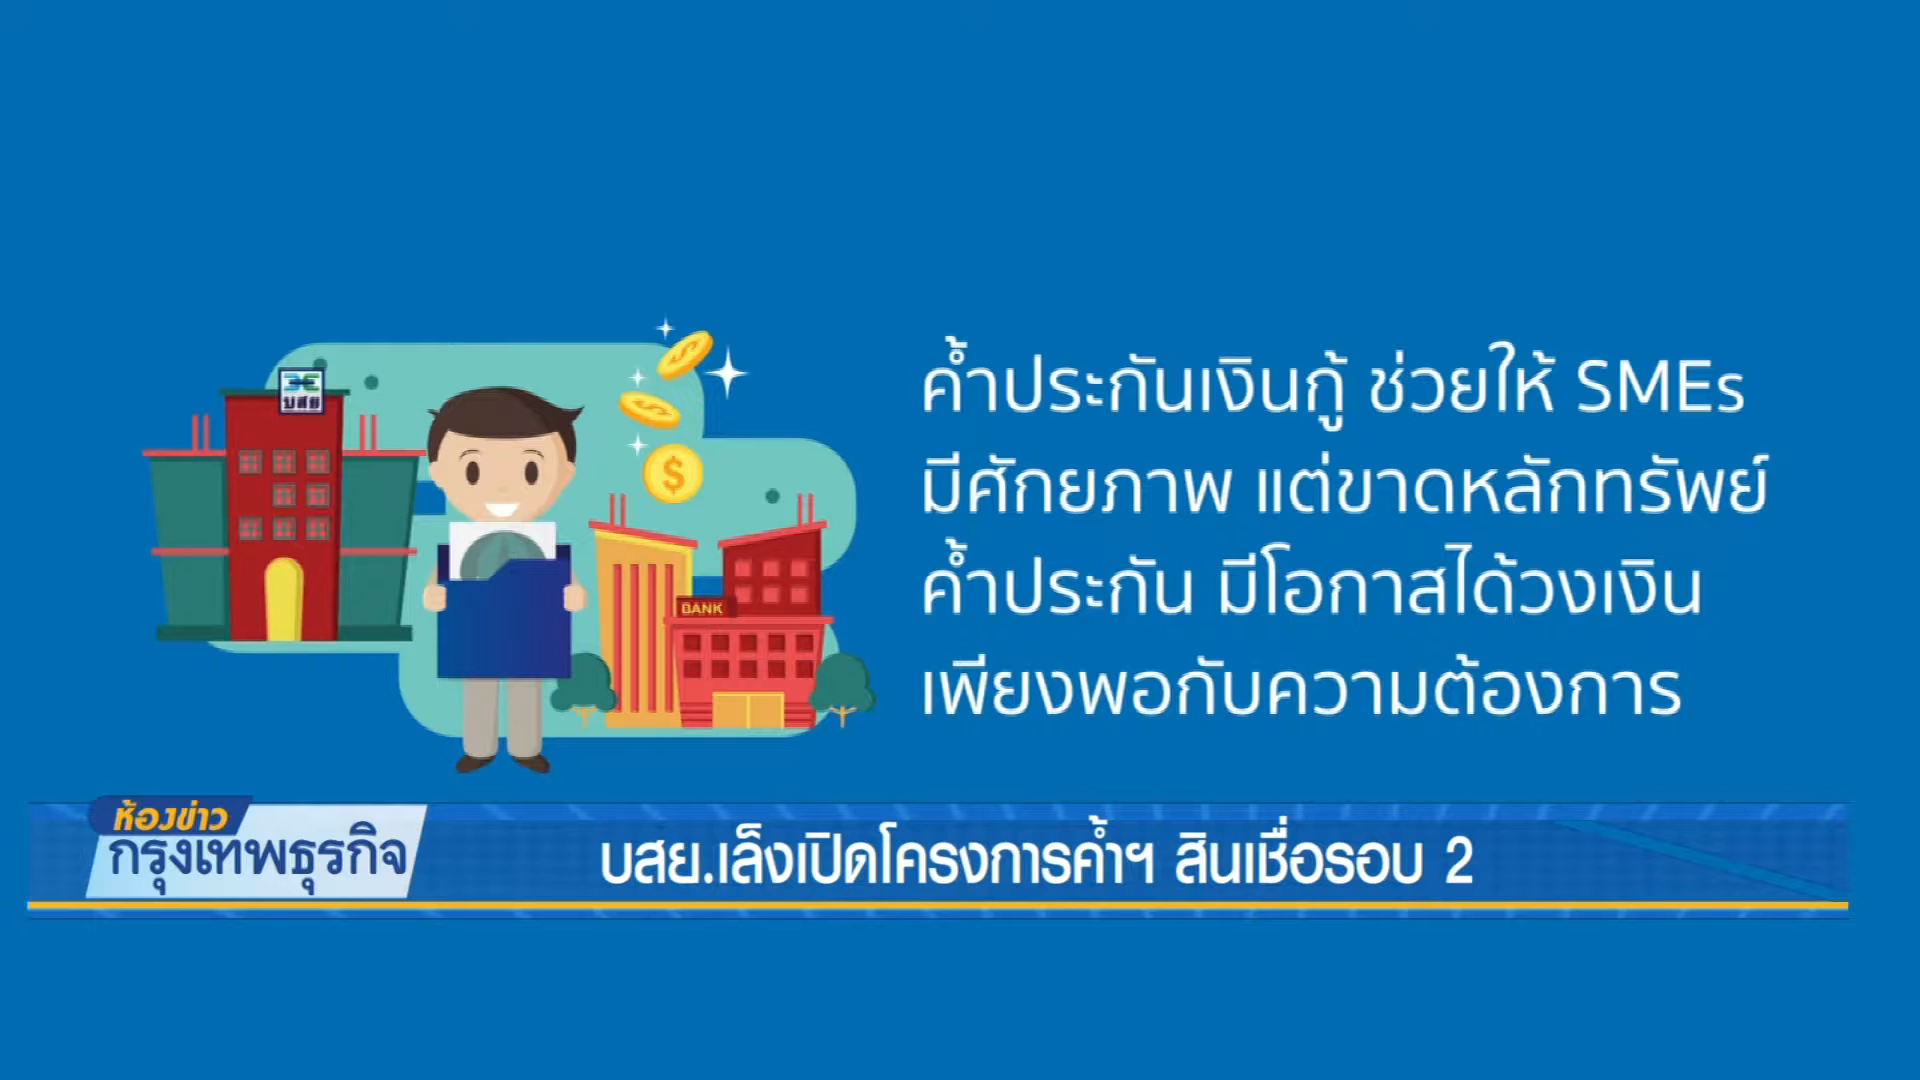 ค้ำประกันเงินกู้ ช่วยให้ SMEs
มีศักยภาพ แต่ขาดหลักทรัพย์
ค้ำประกัน มีโอกาสได้วงเงิน
เพียงพอกับความต้องการ
บสย
BANK
ห้องข่าว
กรุงเทพธุรกิจ
บสย.เล็งเปิดโครงการค้ำฯ สินเชื่อรอบ 2